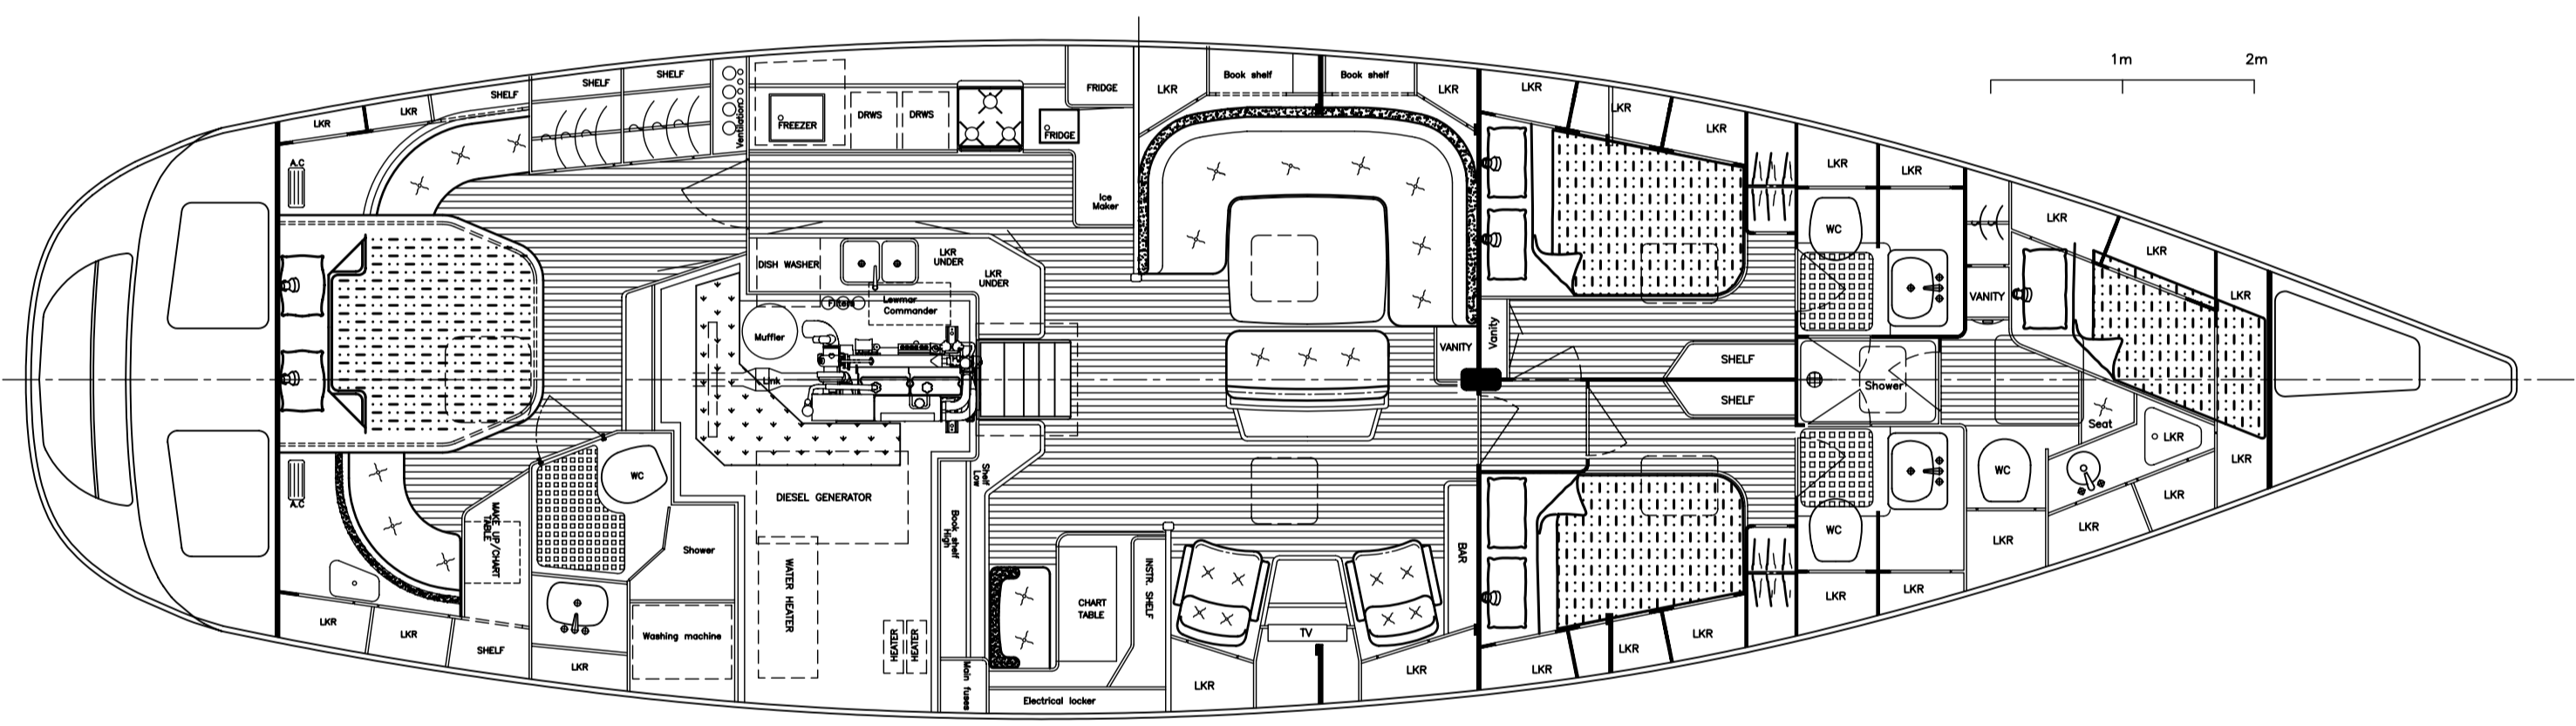 1m
2m
LKR
LKR
SHELF
SHELF
SHELF
Ventilation
FREEZER
DRWS
DRWS
FRIDGE
FRIDGE
LKR
Book shelf
Book shelf
LKR
LKR
LKR
LKR
LKR
LKR
A.C
Ice
Maker
WC
LKR
LKR
LKR
DISH WASHER
LKR
UNDER
LKR
UNDER
Filters
Lewmar
Commander
Muffler
Link
VANITY
Vanity
VANITY
SHELF
SHELF
Shower
Seat
LKR
LKR
WC
WC
A.C
MAKE UP/CHART
TABLE
DIESEL GENERATOR
Shelf
Low
Book shelf
High
Shower
WATER HEATER
HEATER
HEATER
CHART
TABLE
INSTR. SHELF
BAR
TV
WC
LKR
LKR
LKR
LKR
LKR
LKR
LKR
SHELF
LKR
Washing machine
Main fuses
Electrical locker
LKR
LKR
LKR
LKR
LKR